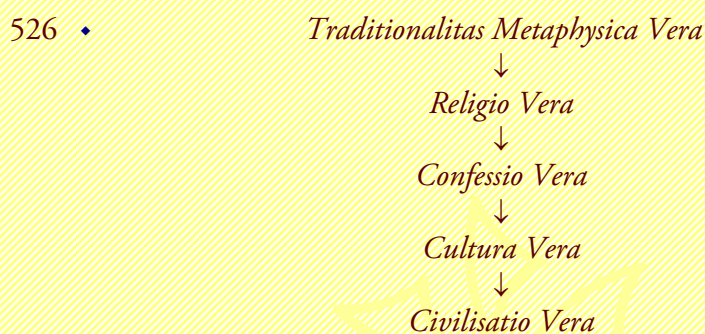 526 ◆ Traditionalitas Metaphysica Vera
↓
Religio Vera
↓
Confessio Vera
↓
Cultura Vera
↓
Civilisatio Vera